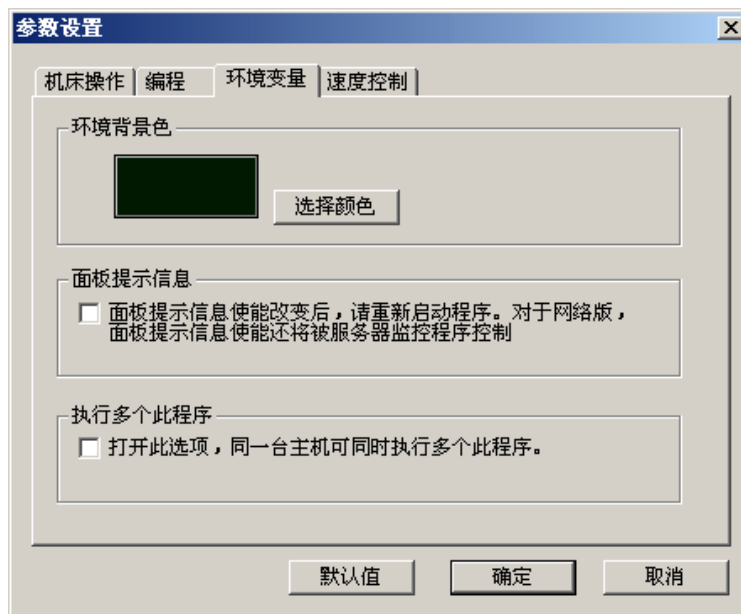 参数设置
机床操作 编程 环境变量 速度控制
环境背景色
选择颜色
面板提示信息
面板提示信息使能改变后，请重新启动程序。对于网络版，
面板提示信息使能还将被服务器监控程序控制
执行多个此程序
打开此选项，同一台主机可同时执行多个此程序。
默认值 确定 取消